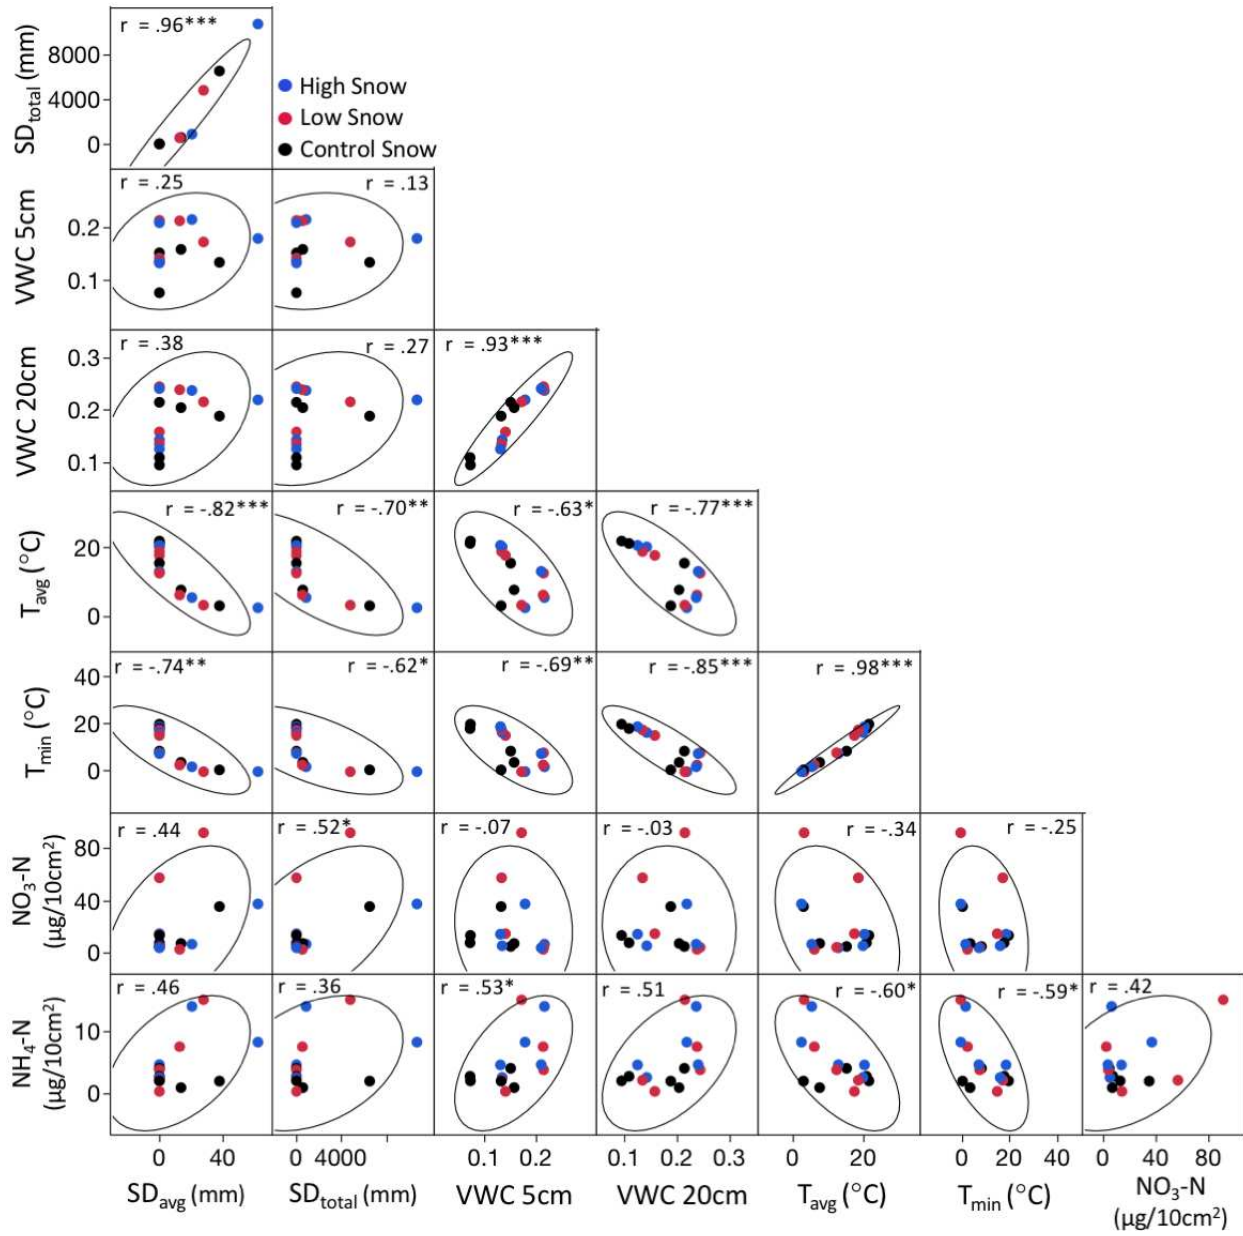 r = .96***
SDtotal (mm)
8000
4000
0
High Snow
Low Snow
Control Snow
r = .25
r = .13
VWC 5cm
0.2
0.1
r = .38
r = .27
r = .93***
VWC 20cm
0.3
0.2
0.1
r = -.82***
r = -.70**
r = -.63*
r = -.77***
Tavg (°C)
20
0
r = -.74**
r = -.62*
r = -.69**
r = -.85***
r = .98***
Tmin (°C)
40
20
0
r = .44
r = .52*
r = -.07
r = -.03
r = -.34
r = -.25
NO3-N
(µg/10cm2)
80
40
0
r = .46
r = .36
r = .53*
r = .51
r = -.60*
r = -.59*
r = .42
NH4-N
(µg/10cm2)
10
0
0 40
0 4000
0.1 0.2
0.1 0.2 0.3
0 20
0 20 40
0 40 80
SDavg (mm)
SDtotal (mm)
VWC 5cm
VWC 20cm
Tavg (°C)
Tmin (°C)
NO3-N
(µg/10cm2)